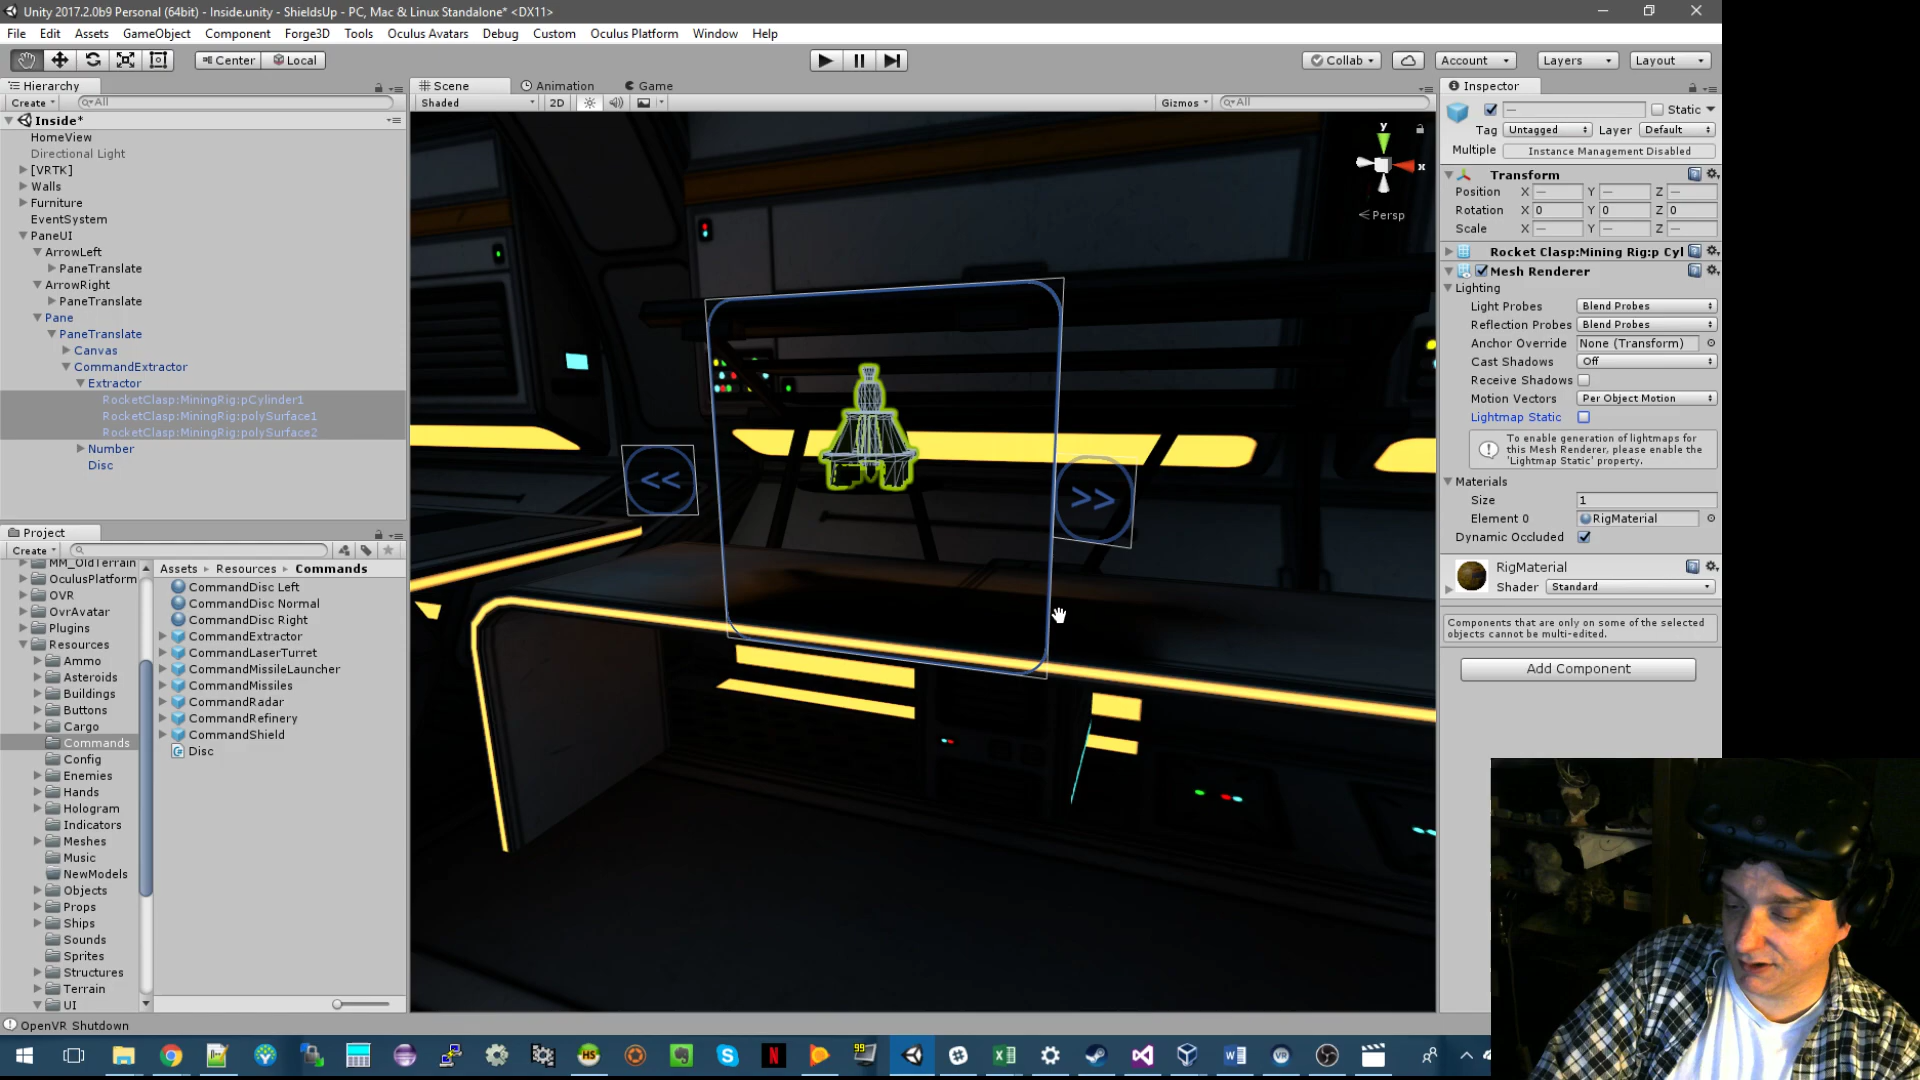 Unity 2017.2.0b9 Personal (64bit) - Inside.unity - ShieldsUp - PC, Mac & Linux Standalone* <DX11>
File Edit Assets GameObject Component Forge3D Tools Oculus Avatars Debug Custom Oculus Platform Window Help
Center Local Collab Account Layers Layout
Hierarchy
Create All
Inside*
HomeView
Directional Light
[VRTK]
Walls
Furniture
EventSystem
PaneUI
ArrowLeft
PaneTranslate
ArrowRight
PaneTranslate
Pane
PaneTranslate
Canvas
CommandExtractor
Extractor
RocketClasp:MiningRig:pCylinder1
RocketClasp:MiningRig:polySurface1
RocketClasp:MiningRig:polySurface2
Number
Disc
Project
Create
MM_OldTerrain
OculusPlatform
OVR
OvrAvatar
Plugins
Resources
Ammo
Asteroids
Buildings
Buttons
Cargo
Commands
Config
Enemies
Hands
Hologram
Indicators
Meshes
Music
NewModels
Objects
Props
Ships
Sounds
Sprites
Structures
Terrain
UI
Assets Resources Commands
CommandDisc Left
CommandDisc Normal
CommandDisc Right
CommandExtractor
CommandLaserTurret
CommandMissileLauncher
CommandMissiles
CommandRadar
CommandRefinery
CommandShield
Disc
OpenVR Shutdown
Scene Animation Game
Shaded 2D Gizmos All
y
x
Persp
<<
>>
Inspector
— Static
Tag Untagged Layer Default
Multiple Instance Management Disabled
Transform
Position X — Y — Z —
Rotation X 0 Y 0 Z 0
Scale X — Y — Z —
Rocket Clasp:Mining Rig:p Cyl
Mesh Renderer
Lighting
Light Probes Blend Probes
Reflection Probes Blend Probes
Anchor Override None (Transform)
Cast Shadows Off
Receive Shadows
Motion Vectors Per Object Motion
Lightmap Static
To enable generation of lightmaps for
this Mesh Renderer, please enable the
'Lightmap Static' property.
Materials
Size 1
Element 0 RigMaterial
Dynamic Occluded
RigMaterial
Shader Standard
Components that are only on some of the selected
objects cannot be multi-edited.
Add Component